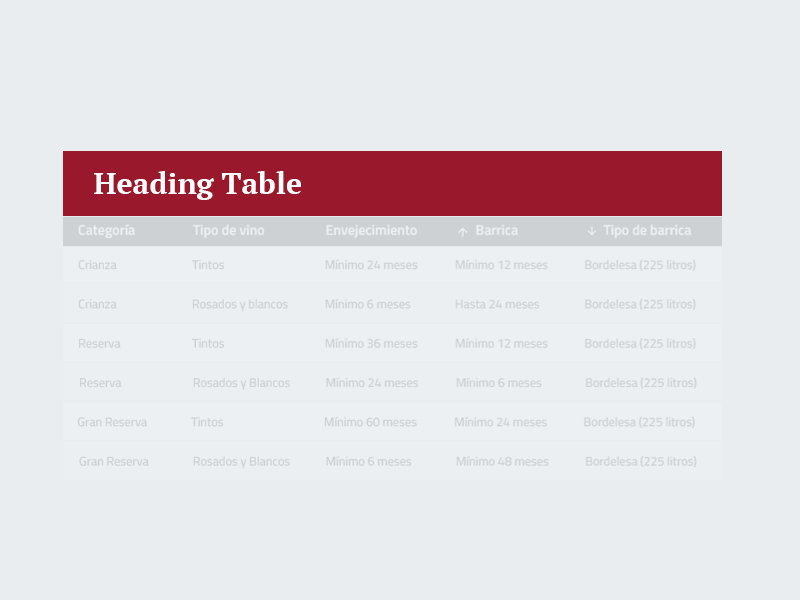 Heading Table
Categoría Tipo de vino Envejecimiento ↑ Barrica ↓ Tipo de barrica
Crianza Tintos Mínimo 24 meses Mínimo 12 meses Bordelesa (225 litros)
Crianza Rosados y blancos Mínimo 6 meses Hasta 24 meses Bordelesa (225 litros)
Reserva Tintos Mínimo 36 meses Mínimo 12 meses Bordelesa (225 litros)
Reserva Rosados y Blancos Mínimo 24 meses Mínimo 6 meses Bordelesa (225 litros)
Gran Reserva Tintos Mínimo 60 meses Mínimo 24 meses Bordelesa (225 litros)
Gran Reserva Rosados y Blancos Mínimo 6 meses Mínimo 48 meses Bordelesa (225 litros)